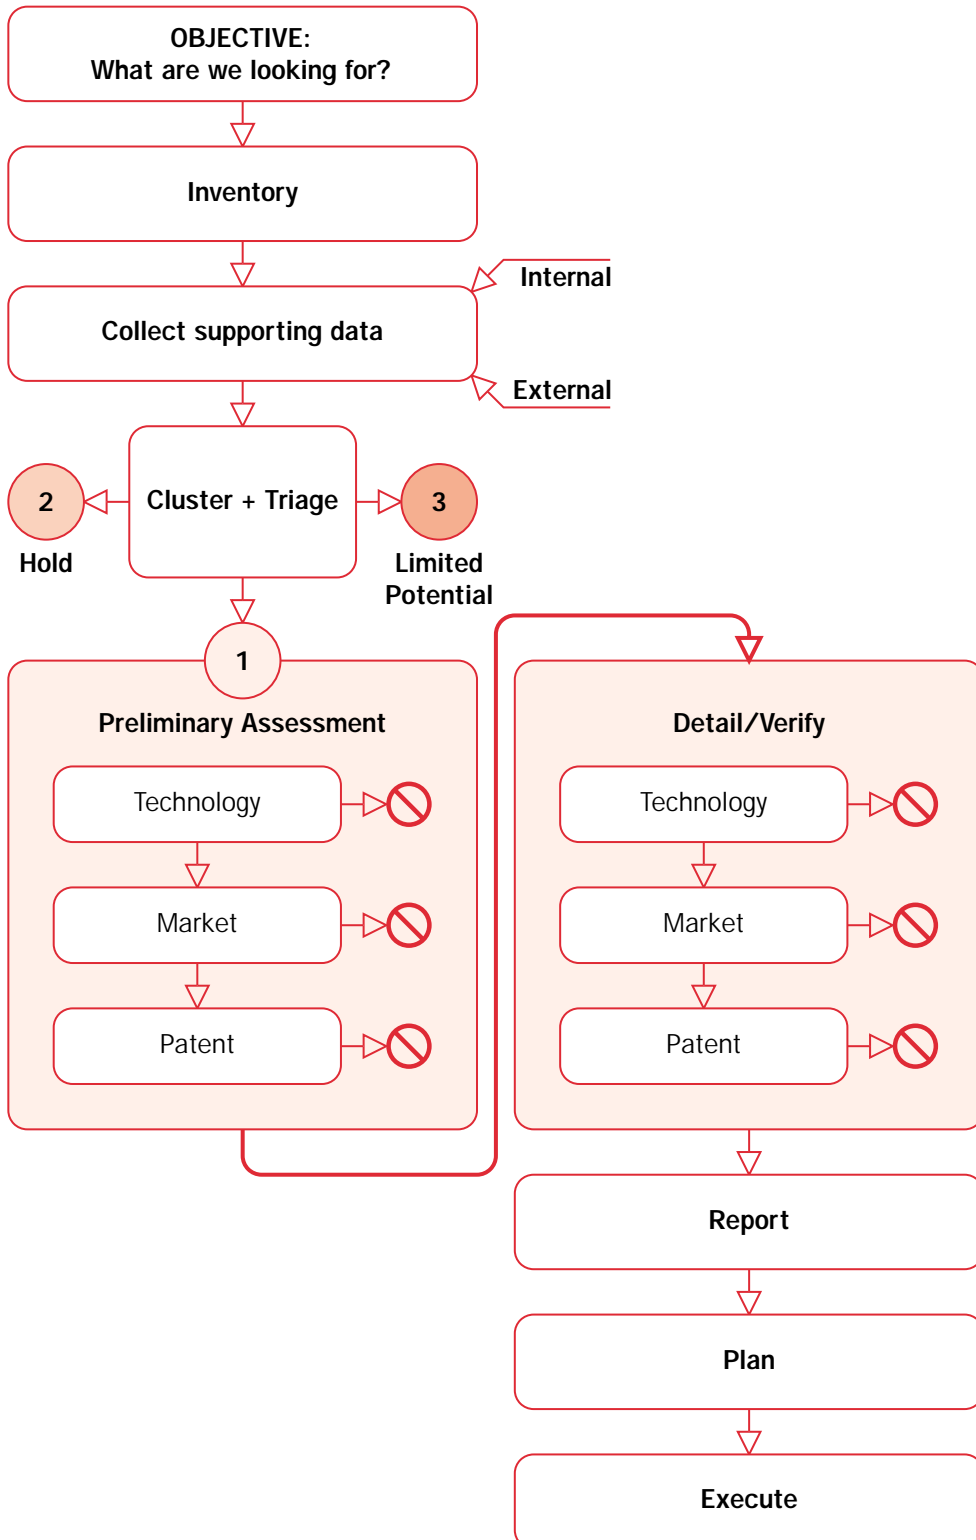 OBJECTIVE:
What are we looking for?
Inventory
Internal
Collect supporting data
External
2
Cluster + Triage
3
Hold
Limited
Potential
1
Preliminary Assessment
Technology
Market
Patent
Detail/Verify
Technology
Market
Patent
Report
Plan
Execute